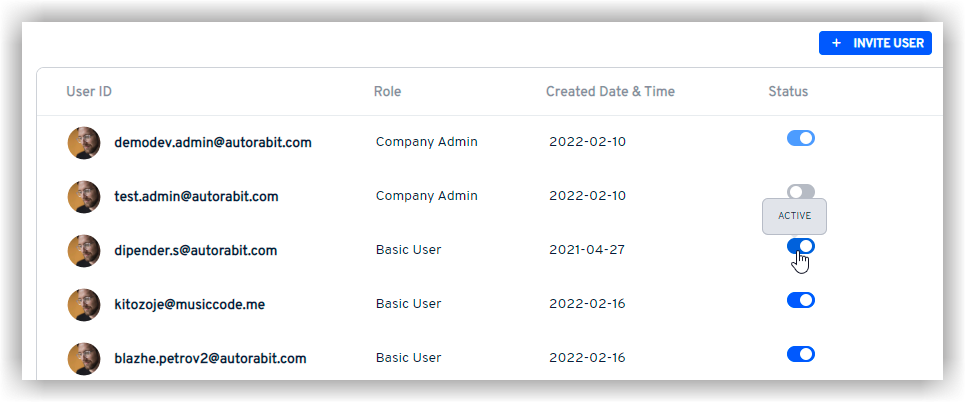 + INVITE USER
User ID Role Created Date & Time Status
demodev.admin@autorabit.com Company Admin 2022-02-10
test.admin@autorabit.com Company Admin 2022-02-10
ACTIVE
dipender.s@autorabit.com Basic User 2021-04-27
kitozoje@musiccode.me Basic User 2022-02-16
blazhe.petrov2@autorabit.com Basic User 2022-02-16